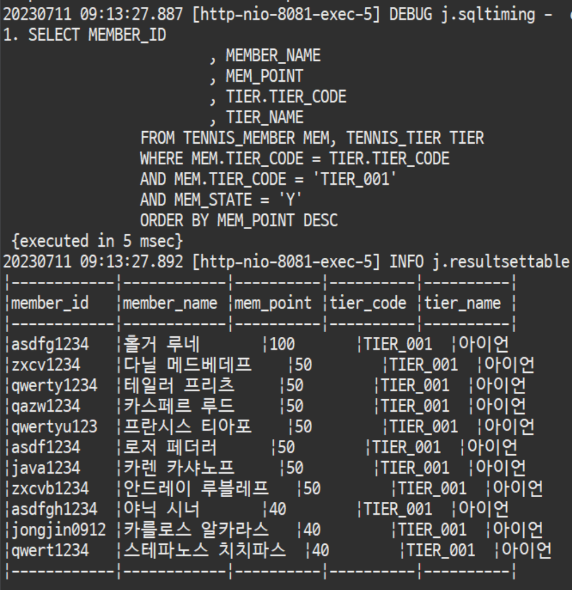 20230711 09:13:27.887 [http-nio-8081-exec-5] DEBUG j.sqltiming -
1. SELECT MEMBER_ID
, MEMBER_NAME
, MEM_POINT
, TIER.TIER_CODE
, TIER_NAME
FROM TENNIS_MEMBER MEM, TENNIS_TIER TIER
WHERE MEM.TIER_CODE = TIER.TIER_CODE
AND MEM.TIER_CODE = 'TIER_001'
AND MEM_STATE = 'Y'
ORDER BY MEM_POINT DESC
{executed in 5 msec}
20230711 09:13:27.892 [http-nio-8081-exec-5] INFO j.resultsettable
|------------|------------|----------|----------|----------|
|member_id |member_name |mem_point |tier_code |tier_name |
|------------|------------|----------|----------|----------|
|asdfg1234 |홀거 루네 |100 |TIER_001 |아이언
|zxcv1234 |다닐 메드베데프 |50 |TIER_001 |아이언
|qwerty1234 |테일러 프리츠 |50 |TIER_001 |아이언
|qazw1234 |카스페르 루드 |50 |TIER_001 |아이언
|qwertyu123 |프란시스 티아포 |50 |TIER_001 |아이언
|asdf1234 |로저 페더러 |50 |TIER_001 |아이언
|java1234 |카렌 카샤노프 |50 |TIER_001 |아이언
|zxcvb1234 |안드레이 루블레프 |50 |TIER_001 |아이언
|asdfgh1234 |야닉 시너 |40 |TIER_001 |아이언
|jongjin0912 |카를로스 알카라스 |40 |TIER_001 |아이언
|qwert1234 |스테파노스 치치파스 |40 |TIER_001 |아이언
|------------|------------|----------|----------|----------|